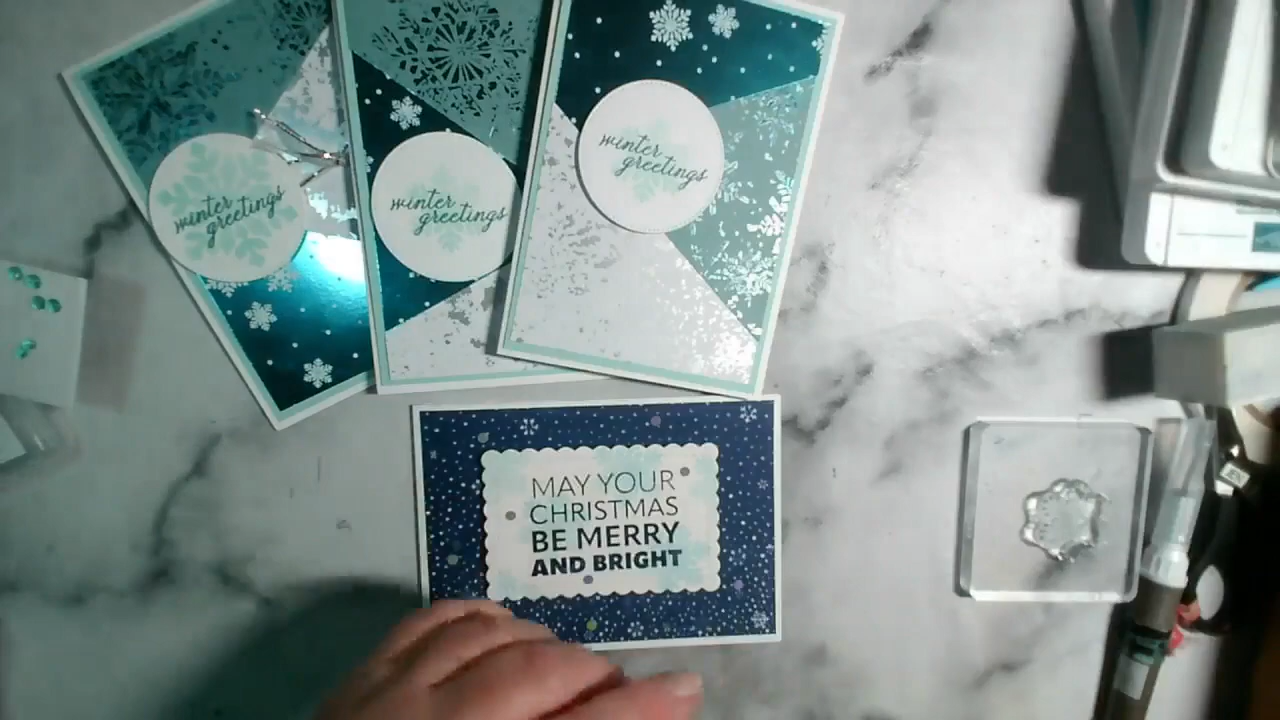 winter
greetings
winter
greetings
winter
greetings
MAY YOUR
CHRISTMAS
BE MERRY
AND BRIGHT